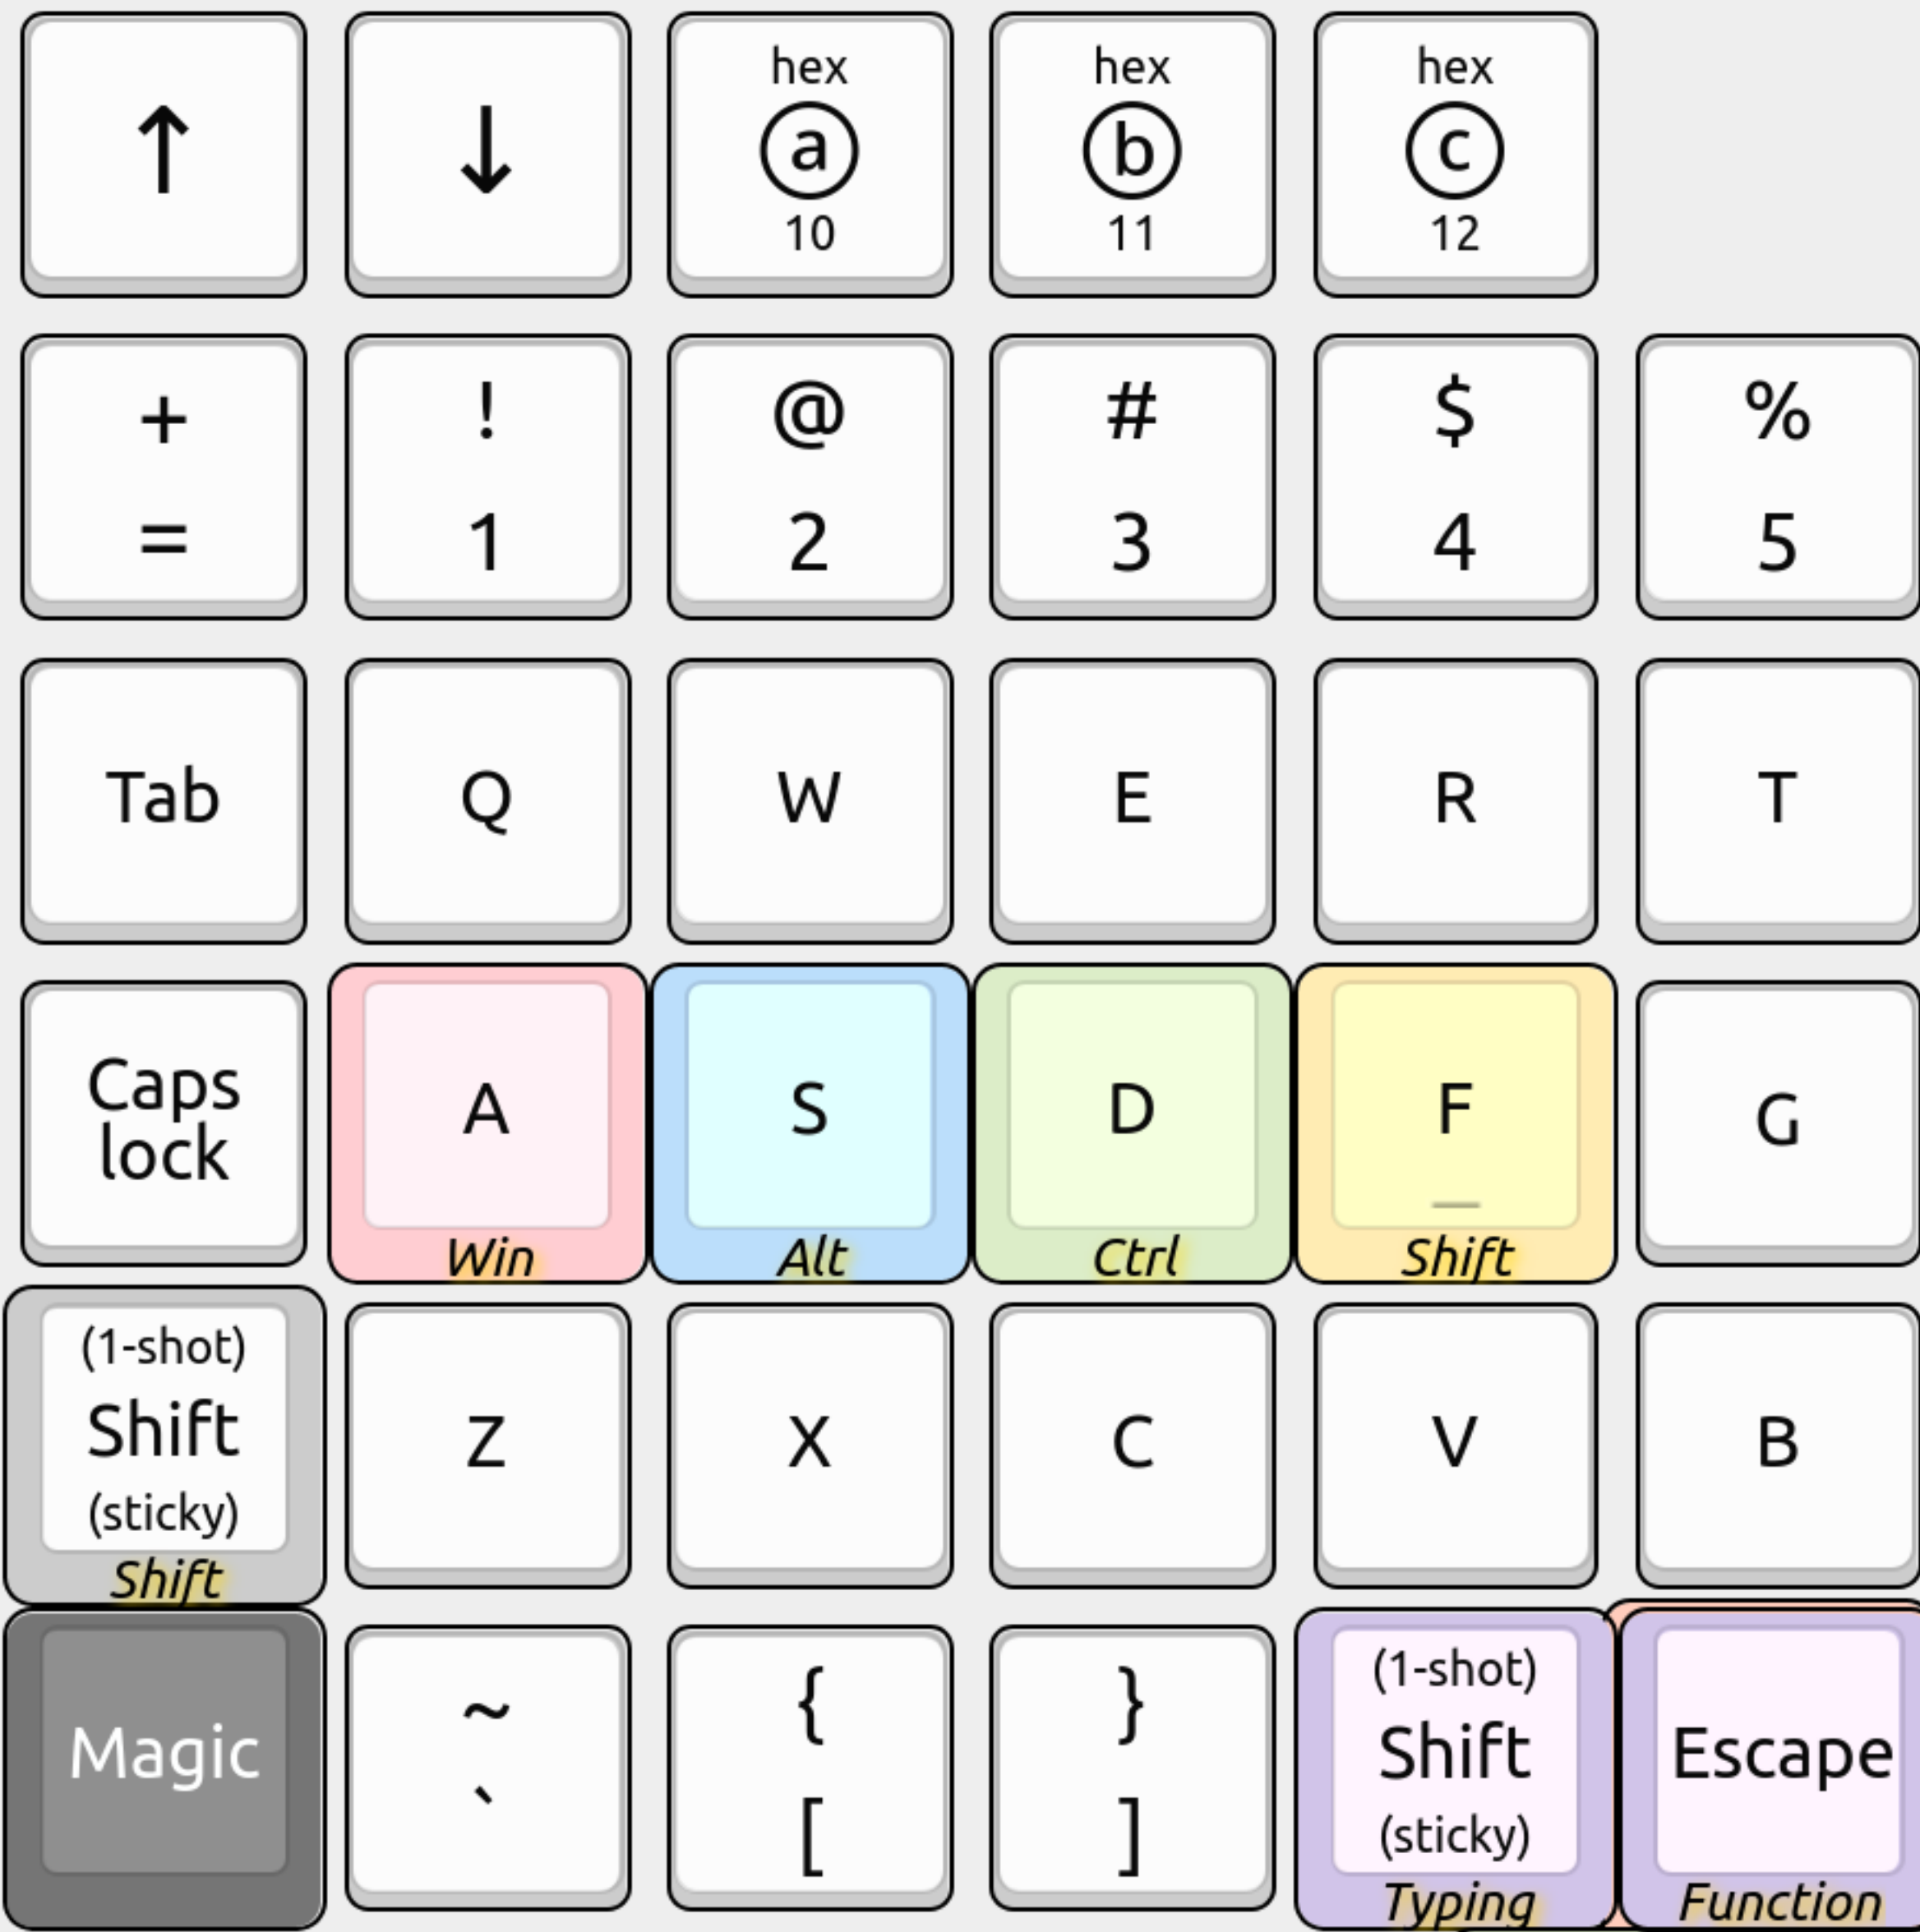 ↑ ↓ hex ⓐ 10 hex ⓑ 11 hex ⓒ 12
+ = ! 1 @ 2 # 3 $ 4 % 5
Tab Q W E R T
Caps lock A Win S Alt D Ctrl F Shift G
(1-shot) Shift (sticky) Shift Z X C V B
Magic ~ ` { [ } ] (1-shot) Shift (sticky) Typing Escape Function